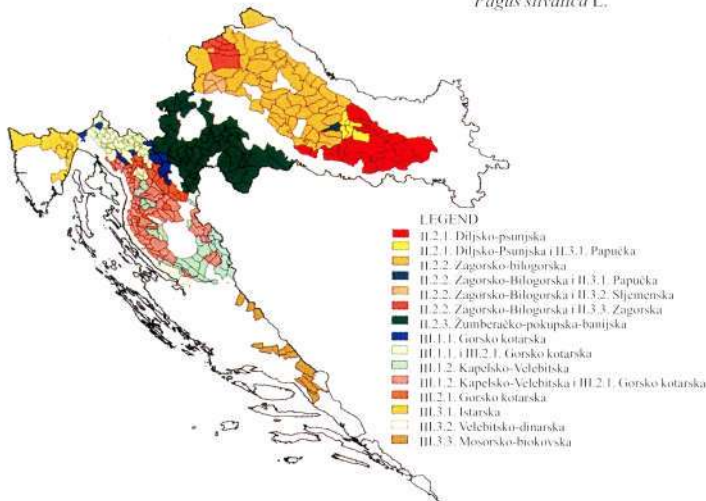 Fagus silvatica L.
LEGEND
II.2.1. Diljsko-psunjska
II.2.1. Diljsko-Psunjska i II.3.1. Papučka
II.2.2. Zagorsko-bilogorska
II.2.2. Zagorsko-Bilogorska i II.3.1. Papučka
II.2.2. Zagorsko-Bilogorska i II.3.2. Sljemenska
II.2.2. Zagorsko-Bilogorska i II.3.3. Zagorska
II.2.3. Žumberačko-pokupska-banijska
III.1.1. Gorsko kotarska
III.1.1. i III.2.1. Gorsko kotarska
III.1.2. Kapelsko-Velebitska
III.1.2. Kapelsko-Velebitska i III.2.1. Gorsko kotarska
III.2.1. Gorsko kotarska
III.3.1. Istarska
III.3.2. Velebitsko-dinarska
III.3.3. Mosorsko-biokovska